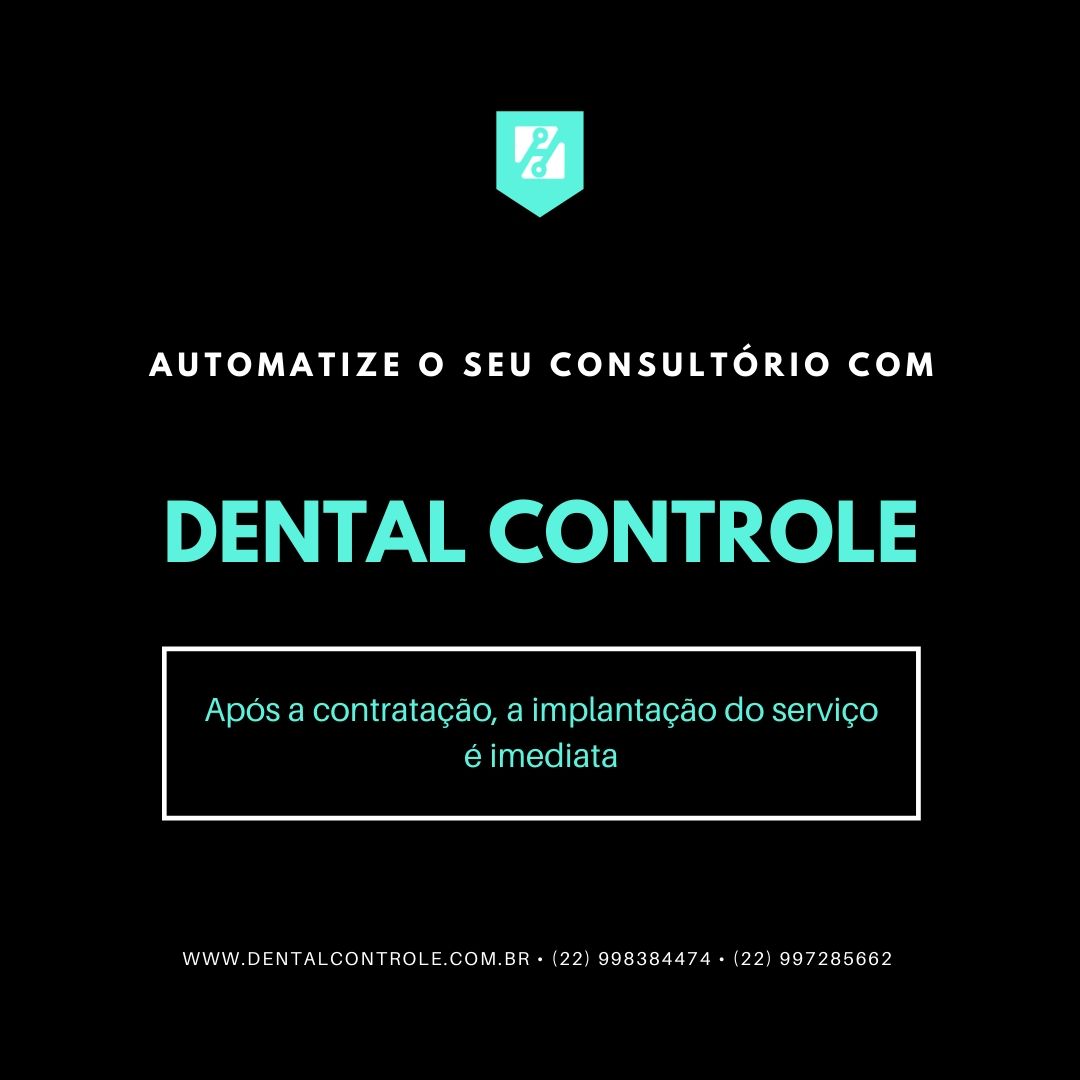 AUTOMATIZE O SEU CONSULTÓRIO COM
DENTAL CONTROLE
Após a contratação, a implantação do serviço
é imediata
WWW.DENTALCONTROLE.COM.BR • (22) 998384474 • (22) 997285662